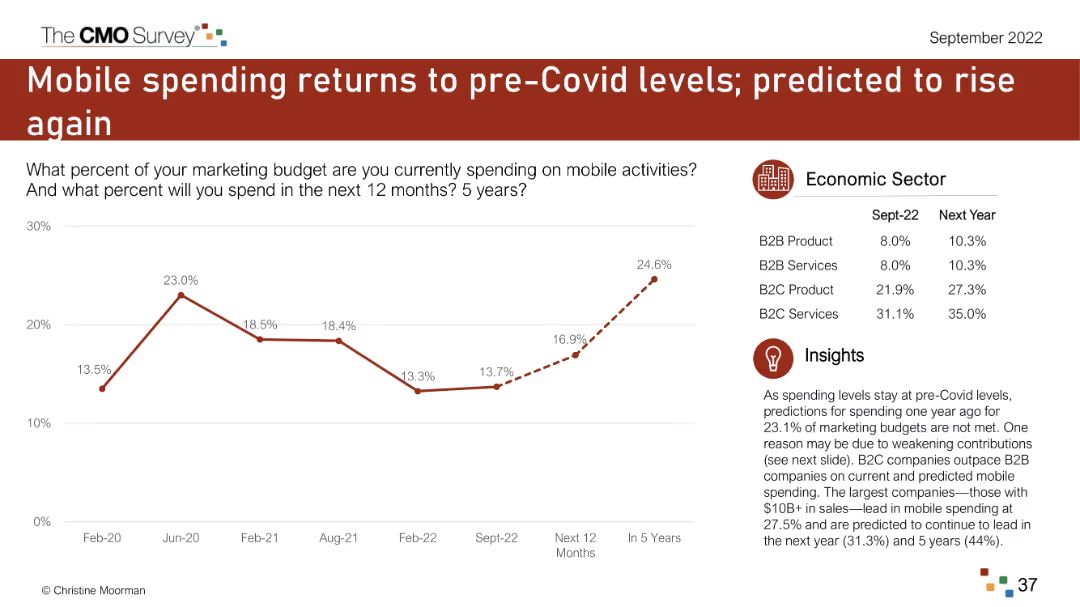 The CMO Survey®
September 2022
Mobile spending returns to pre-Covid levels; predicted to rise
again
What percent of your marketing budget are you currently spending on mobile activities?
And what percent will you spend in the next 12 months? 5 years?
30%
20%
10%
0%
13.5%
23.0%
18.5%
18.4%
13.3%
13.7%
16.9%
24.6%
Feb-20 Jun-20 Feb-21 Aug-21 Feb-22 Sept-22 Next 12 In 5 Years
Months
Economic Sector
Sept-22 Next Year
B2B Product 8.0% 10.3%
B2B Services 8.0% 10.3%
B2C Product 21.9% 27.3%
B2C Services 31.1% 35.0%
Insights
As spending levels stay at pre-Covid levels,
predictions for spending one year ago for
23.1% of marketing budgets are not met. One
reason may be due to weakening contributions
(see next slide). B2C companies outpace B2B
companies on current and predicted mobile
spending. The largest companies—those with
$10B+ in sales—lead in mobile spending at
27.5% and are predicted to continue to lead in
the next year (31.3%) and 5 years (44%).
© Christine Moorman
37